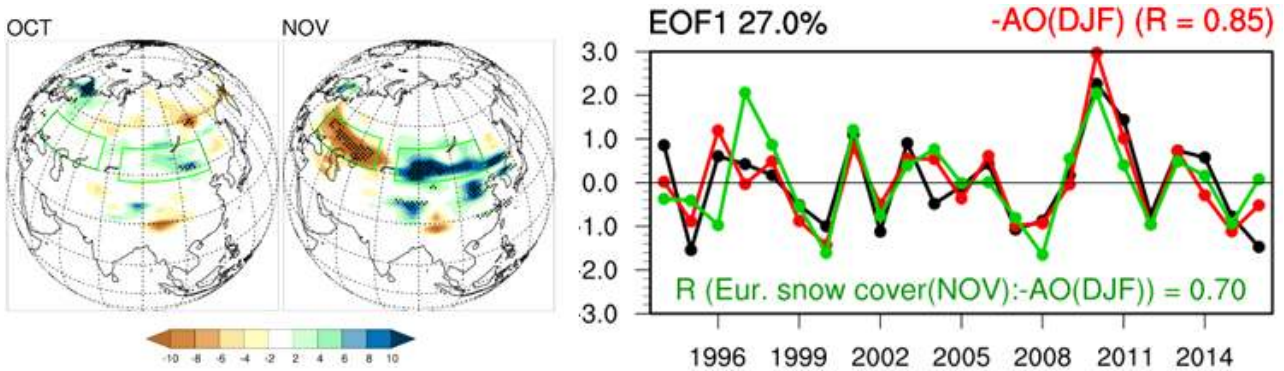 OCT
NOV
-10 -8 -6 -4 -2 2 4 6 8 10
EOF1 27.0%
-AO(DJF) (R = 0.85)
3.0
2.0
1.0
0.0
-1.0
-2.0
-3.0
R (Eur. snow cover(NOV):-AO(DJF)) = 0.70
1996 1999 2002 2005 2008 2011 2014